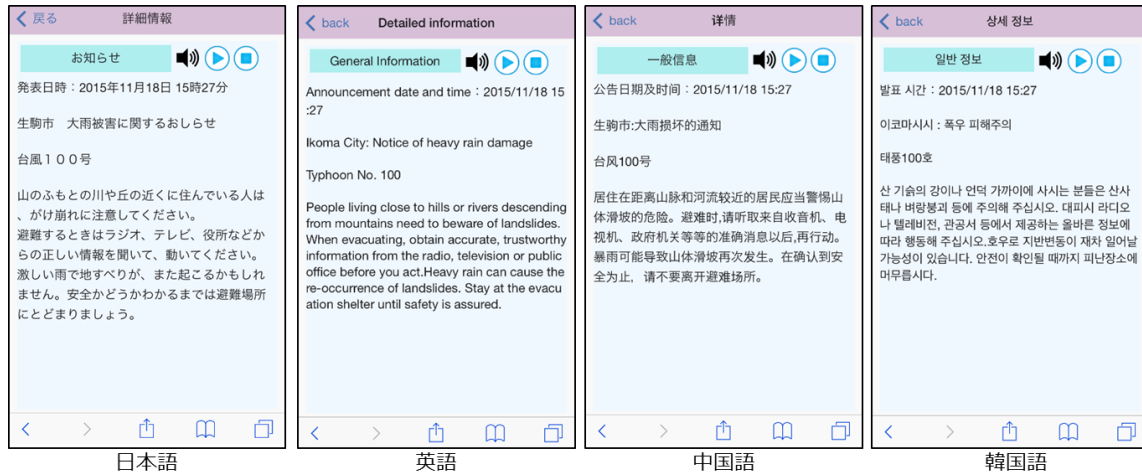 戻る
詳細情報
お知らせ
発表日時：2015年11月18日 15時27分
生駒市　大雨被害に関するおしらせ
台風１００号
山のふもとの川や丘の近くに住んでいる人は
、がけ崩れに注意してください。
避難するときはラジオ、テレビ、役所などか
らの正しい情報を聞いて、動いてください。
激しい雨で地すべりが、また起こるかもしれ
ません。安全かどうかわかるまでは避難場所
にとどまりましょう。
日本語
back
Detailed information
General Information
Announcement date and time：2015/11/18 15
:27
Ikoma City: Notice of heavy rain damage
Typhoon No. 100
People living close to hills or rivers descending
from mountains need to beware of landslides.
When evacuating, obtain accurate, trustworthy
information from the radio, television or public
office before you act.Heavy rain can cause the
re-occurrence of landslides. Stay at the evacu
ation shelter until safety is assured.
英語
back
详情
一般信息
公告日期及时间：2015/11/18 15:27
生驹市:大雨损坏的通知
台风100号
居住在距离山脉和河流较近的居民应当警惕山
体滑坡的危险。避难时,请听取来自收音机、电
视机、政府机关等等的准确消息以后,再行动。
暴雨可能导致山体滑坡再次发生。在确认到安
全为止，请不要离开避难场所。
中国語
back
상세 정보
일반 정보
발표 시간：2015/11/18 15:27
이코마시시 : 폭우 피해주의
태풍100호
산 기슭의 강이나 언덕 가까이에 사시는 분들은 산사
태나 벼랑붕괴 등에 주의해 주십시오. 대피시 라디오
나 텔레비전, 관공서 등에서 제공하는 올바른 정보에
따라 행동해 주십시오.호우로 지반변동이 재차 일어날
가능성이 있습니다. 안전이 확인될 때까지 피난장소에
머무릅시다.
韓国語